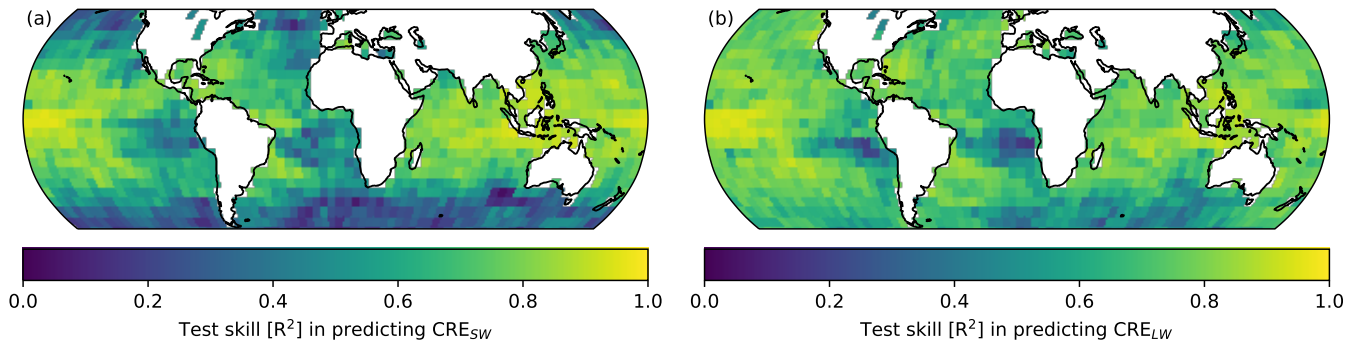 (a) (b)
0.0 0.2 0.4 0.6 0.8 1.0 0.0 0.2 0.4 0.6 0.8 1.0
Test skill [R²] in predicting CRE_SW Test skill [R²] in predicting CRE_LW